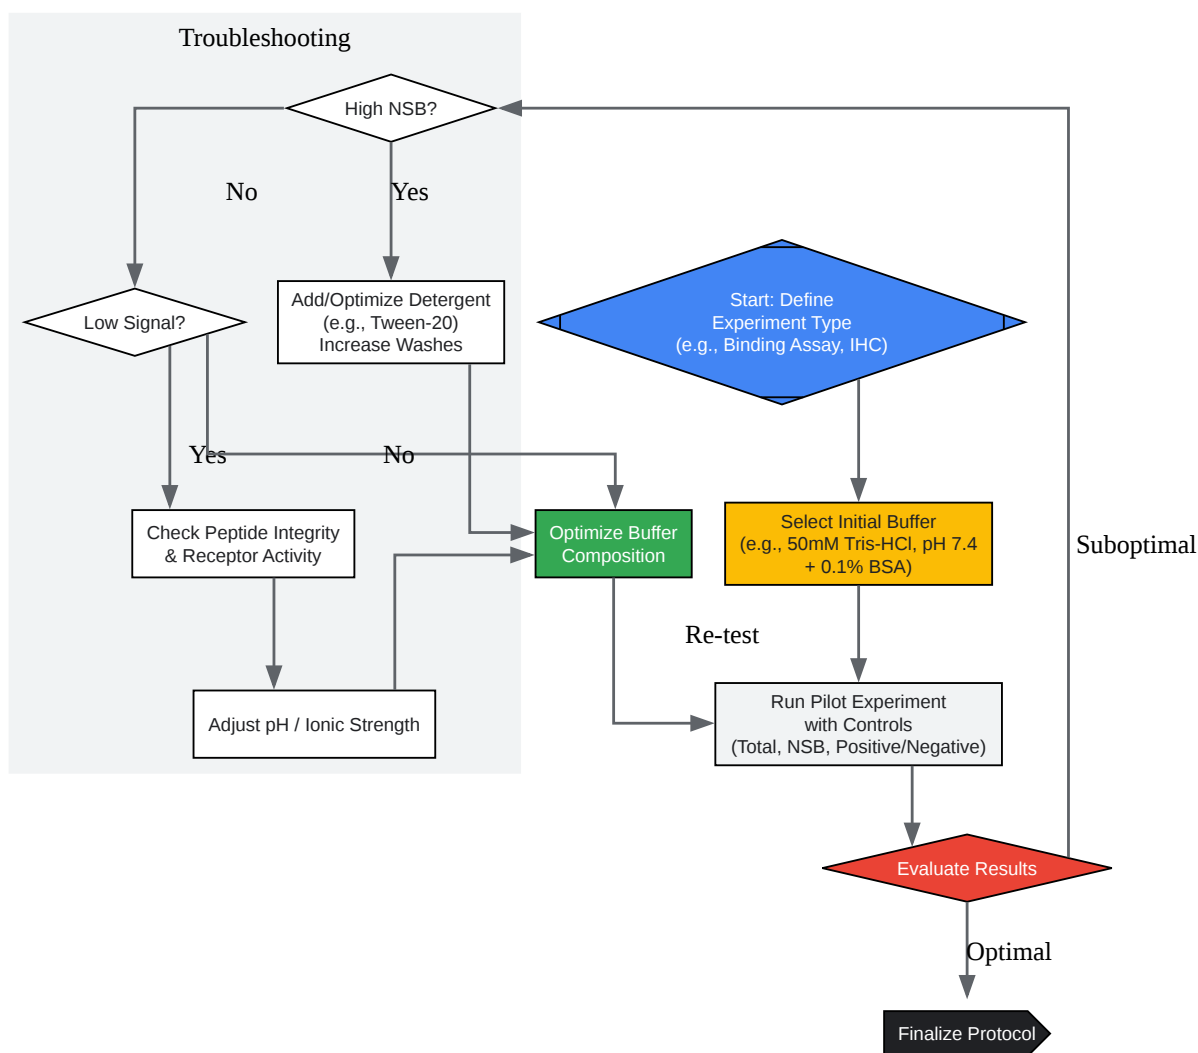 Troubleshooting
High NSB?
No
Yes
Low Signal?
Add/Optimize Detergent
(e.g., Tween-20)
Increase Washes
Start: Define
Experiment Type
(e.g., Binding Assay, IHC)
Yes
No
Check Peptide Integrity
& Receptor Activity
Optimize Buffer
Composition
Select Initial Buffer
(e.g., 50mM Tris-HCl, pH 7.4
+ 0.1% BSA)
Suboptimal
Re-test
Adjust pH / Ionic Strength
Run Pilot Experiment
with Controls
(Total, NSB, Positive/Negative)
Evaluate Results
Optimal
Finalize Protocol